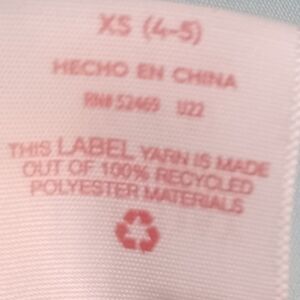 XS (4-5)
HECHO EN CHINA
RN# 52469 U22
THIS LABEL YARN IS MADE
OUT OF 100% RECYCLED
POLYESTER MATERIALS